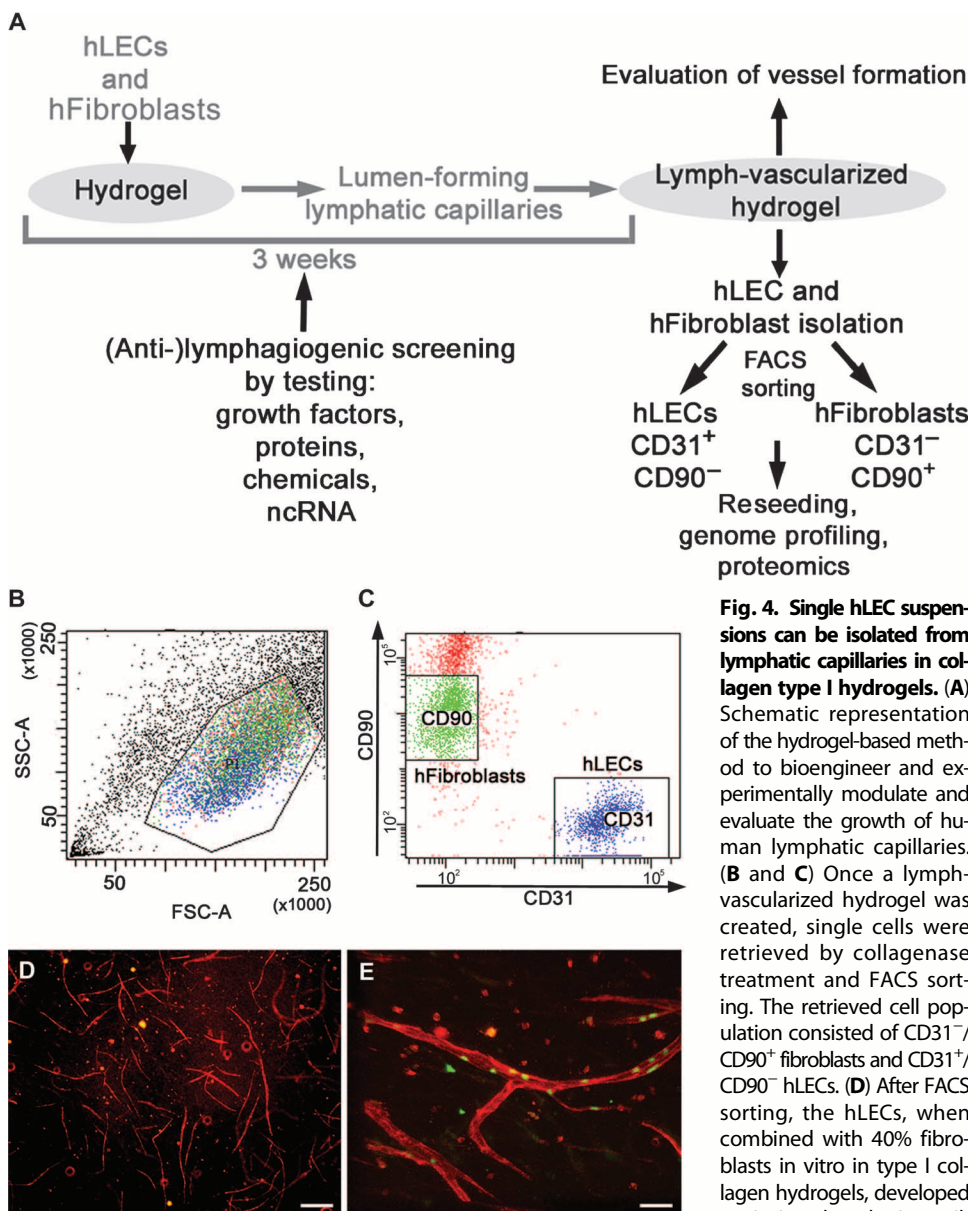 A
hLECs
and
hFibroblasts
Hydrogel
Lumen-forming
lymphatic capillaries
3 weeks
(Anti-)lymphagiogenic screening
by testing:
growth factors,
proteins,
chemicals,
ncRNA
Evaluation of vessel formation
Lymph-vascularized
hydrogel
hLEC and
hFibroblast isolation
FACS
sorting
hLECs
CD31+
CD90−
hFibroblasts
CD31−
CD90+
Reseeding,
genome profiling,
proteomics
B
250
(x1000)
SSC-A
50
PI
50
250
FSC-A
(x1000)
C
CD90
10^5
10^2
CD90
hFibroblasts
hLECs
CD31
10^2
10^5
CD31
D
E
Fig. 4. Single hLEC suspen-
sions can be isolated from
lymphatic capillaries in col-
lagen type I hydrogels. (A)
Schematic representation
of the hydrogel-based meth-
od to bioengineer and ex-
perimentally modulate and
evaluate the growth of hu-
man lymphatic capillaries.
(B and C) Once a lymph-
vascularized hydrogel was
created, single cells were
retrieved by collagenase
treatment and FACS sort-
ing. The retrieved cell pop-
ulation consisted of CD31−/
CD90+ fibroblasts and CD31+/
CD90− hLECs. (D) After FACS
sorting, the hLECs, when
combined with 40% fibro-
blasts in vitro in type I col-
lagen hydrogels, developed